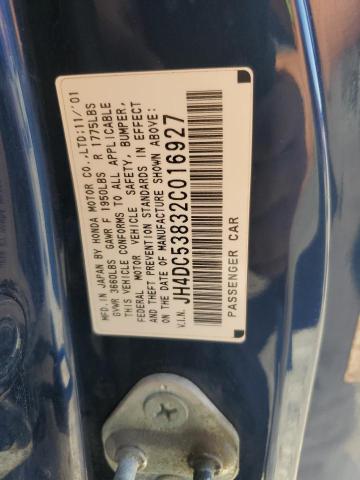 MFD. IN JAPAN BY HONDA MOTOR CO.,LTD:11/'01
GVWR 3660LBS GAWR F 1950LBS R 1775LBS
THIS VEHICLE CONFORMS TO ALL APPLICABLE
FEDERAL MOTOR VEHICLE SAFETY, BUMPER,
AND THEFT PREVENTION STANDARDS IN EFFECT
ON THE DATE OF MANUFACTURE SHOWN ABOVE:
V.I.N. JH4DC53832C016927
PASSENGER CAR